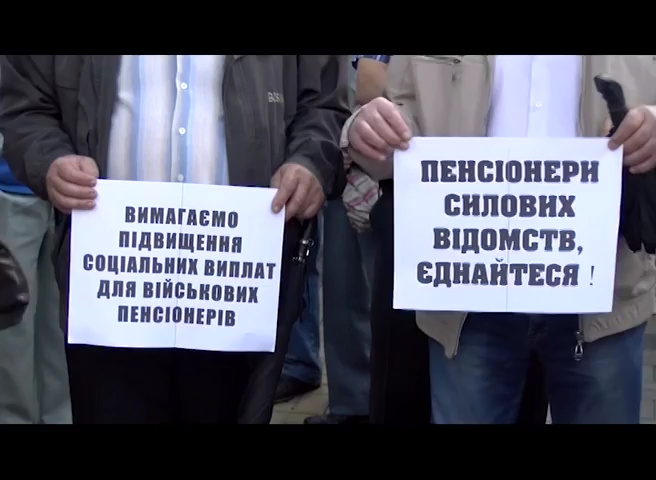 ВИМАГАЄМО
ПІДВИЩЕННЯ
СОЦІАЛЬНИХ ВИПЛАТ
ДЛЯ ВІЙСЬКОВИХ
ПЕНСІОНЕРІВ
ПЕНСІОНЕРИ
СИЛОВИХ
ВІДОМСТВ,
ЄДНАЙТЕСЯ !